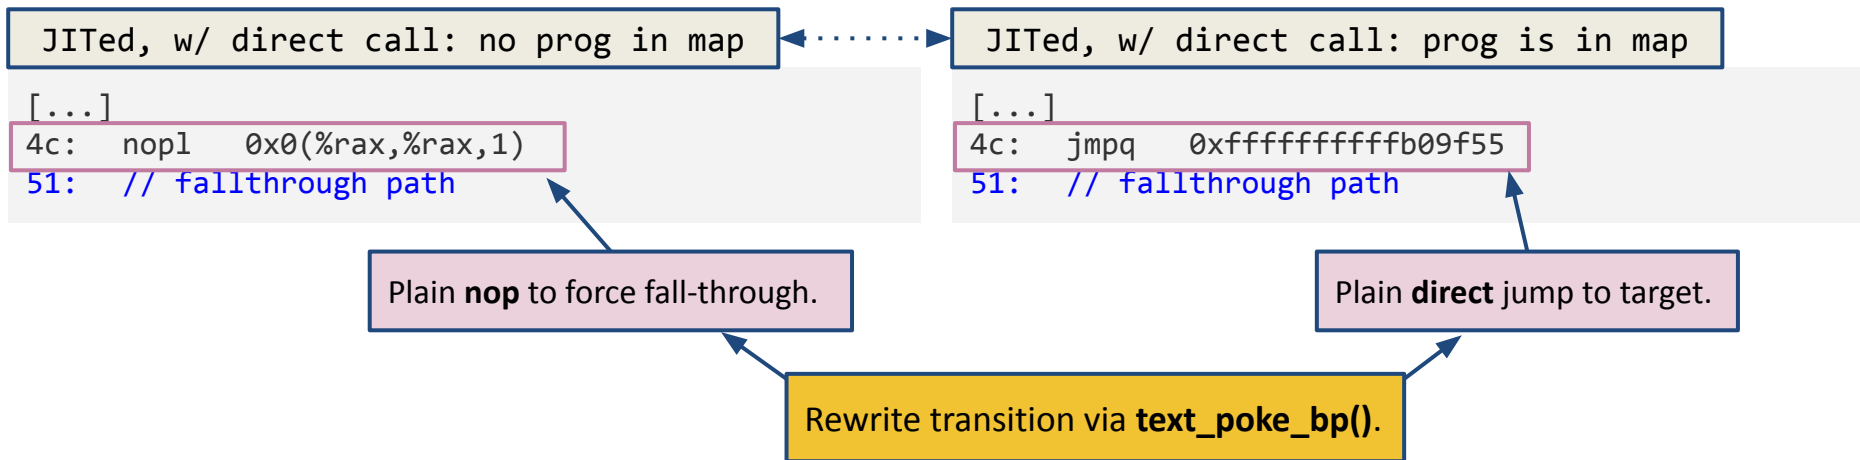 JITed, w/ direct call: no prog in map
[...]
4c: nopl 0x0(%rax,%rax,1)
51: // fallthrough path
JITed, w/ direct call: prog is in map
[...]
4c: jmpq 0xffffffffffb09f55
51: // fallthrough path
Plain nop to force fall-through.
Plain direct jump to target.
Rewrite transition via text_poke_bp().